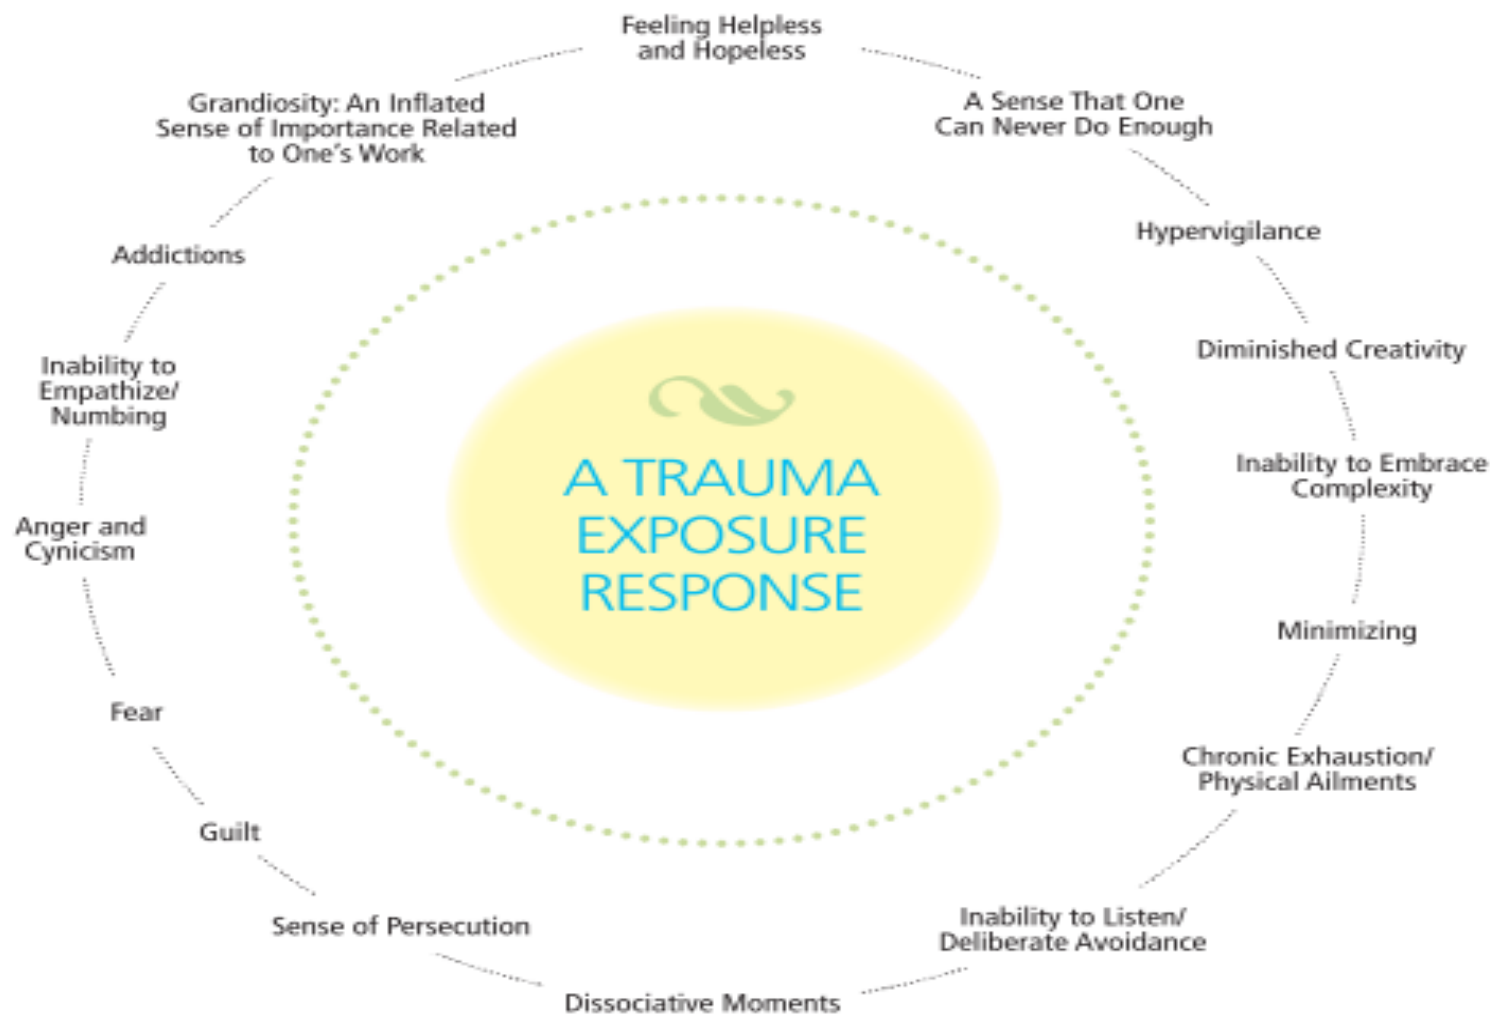 Feeling Helpless
and Hopeless
A Sense That One
Can Never Do Enough
Hypervigilance
Diminished Creativity
Inability to Embrace
Complexity
Minimizing
Chronic Exhaustion/
Physical Ailments
Inability to Listen/
Deliberate Avoidance
Dissociative Moments
Sense of Persecution
Guilt
Fear
Anger and
Cynicism
Inability to
Empathize/
Numbing
Addictions
Grandiosity: An Inflated
Sense of Importance Related
to One's Work
A TRAUMA
EXPOSURE
RESPONSE